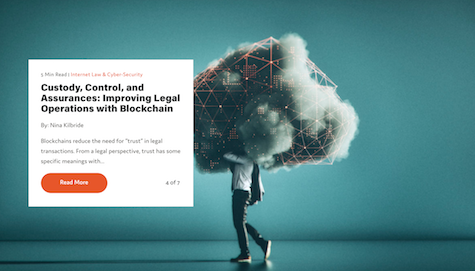 5 Min Read | Internet Law & Cyber-Security
Custody, Control, and
Assurances: Improving Legal
Operations with Blockchain
By: Nina Kilbride
Blockchains reduce the need for "trust" in legal
transactions. From a legal perspective, trust has some
specific meanings with...
Read More
4 of 7